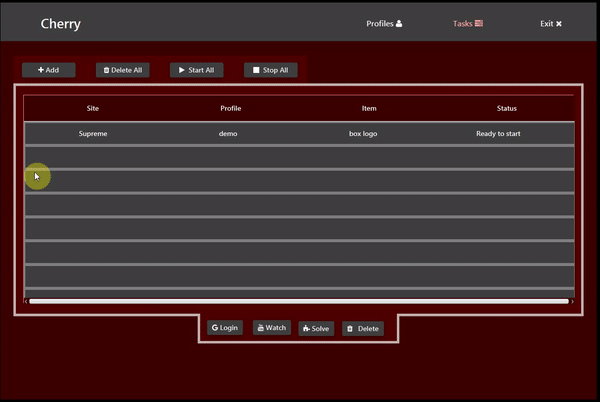 Cherry Profiles Tasks Exit
Add Delete All Start All Stop All
Site Profile Item Status
Supreme demo box logo Ready to start
Login Watch Solve Delete